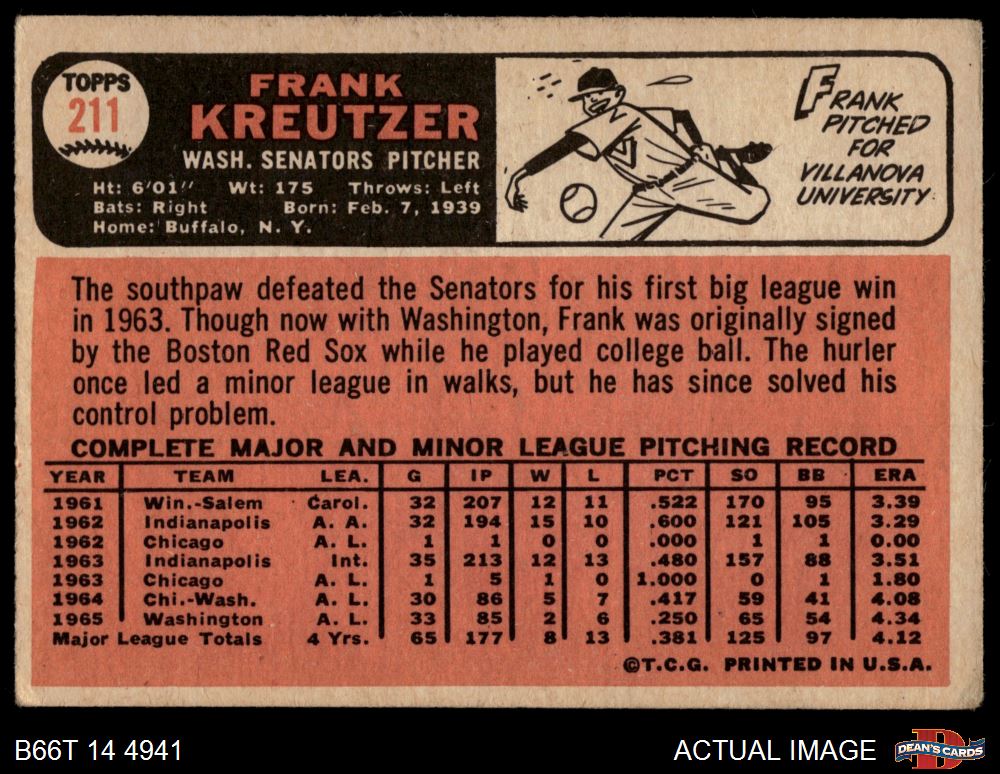 TOPPS
211
FRANK
KREUTZER
WASH. SENATORS PITCHER
Ht: 6'01" Wt: 175 Throws: Left
Bats: Right Born: Feb. 7, 1939
Home: Buffalo, N. Y.
FRANK
PITCHED
FOR
VILLANOVA
UNIVERSITY
The southpaw defeated the Senators for his first big league win
in 1963. Though now with Washington, Frank was originally signed
by the Boston Red Sox while he played college ball. The hurler
once led a minor league in walks, but he has since solved his
control problem.
COMPLETE MAJOR AND MINOR LEAGUE PITCHING RECORD
YEAR TEAM LEA. G IP W L PCT SO BB ERA
1961 Win.-Salem Carol. 32 207 12 11 .522 170 95 3.39
1962 Indianapolis A. A. 32 194 15 10 .600 121 105 3.29
1962 Chicago A. L. 1 1 0 0 .000 1 1 0.00
1963 Indianapolis Int. 35 213 12 13 .480 157 88 3.51
1963 Chicago A. L. 1 5 1 0 1.000 0 1 1.80
1964 Chi.-Wash. A. L. 30 86 5 7 .417 59 41 4.08
1965 Washington A. L. 33 85 2 6 .250 65 54 4.34
Major League Totals 4 Yrs. 65 177 8 13 .381 125 97 4.12
©T.C.G. PRINTED IN U.S.A.
B66T 14 4941
ACTUAL IMAGE
DEAN'S CARDS